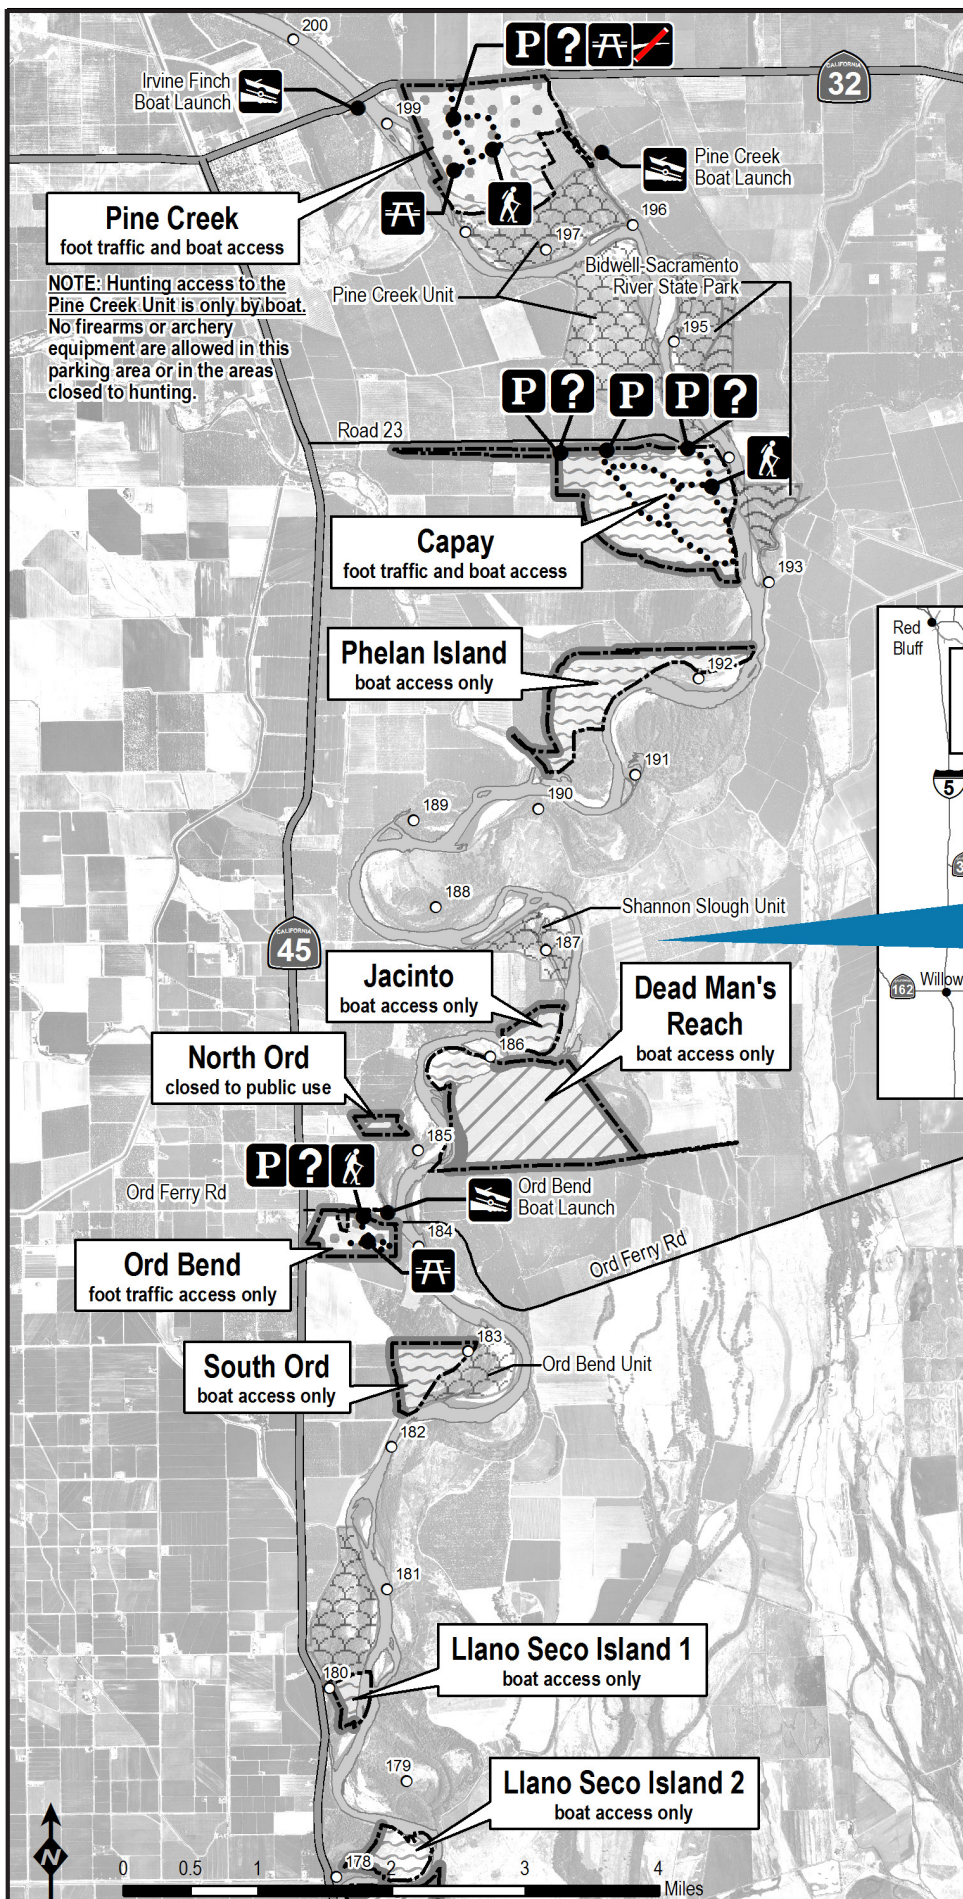 200
P ? 
CALIFORNIA
32
Irvine Finch
Boat Launch
199
Pine Creek
Boat Launch
Pine Creek
foot traffic and boat access
196
197
NOTE: Hunting access to the
Pine Creek Unit is only by boat.
No firearms or archery
equipment are allowed in this
parking area or in the areas
closed to hunting.
Pine Creek Unit
Bidwell-Sacramento
River State Park
195
P ? P P ?
Road 23
Capay
foot traffic and boat access
193
Red
Bluff
Phelan Island
boat access only
192
191
5
190
189
3
188
Shannon Slough Unit
CALIFORNIA
45
187
Jacinto
boat access only
Dead Man's
Reach
boat access only
162
Willow
186
North Ord
closed to public use
185
P ?
Ord Ferry Rd
Ord Bend
Boat Launch
184
Ord Ferry Rd
Ord Bend
foot traffic access only
183
South Ord
boat access only
Ord Bend Unit
182
181
Llano Seco Island 1
boat access only
180
179
Llano Seco Island 2
boat access only
178
N
0 1 2 3 4
Miles